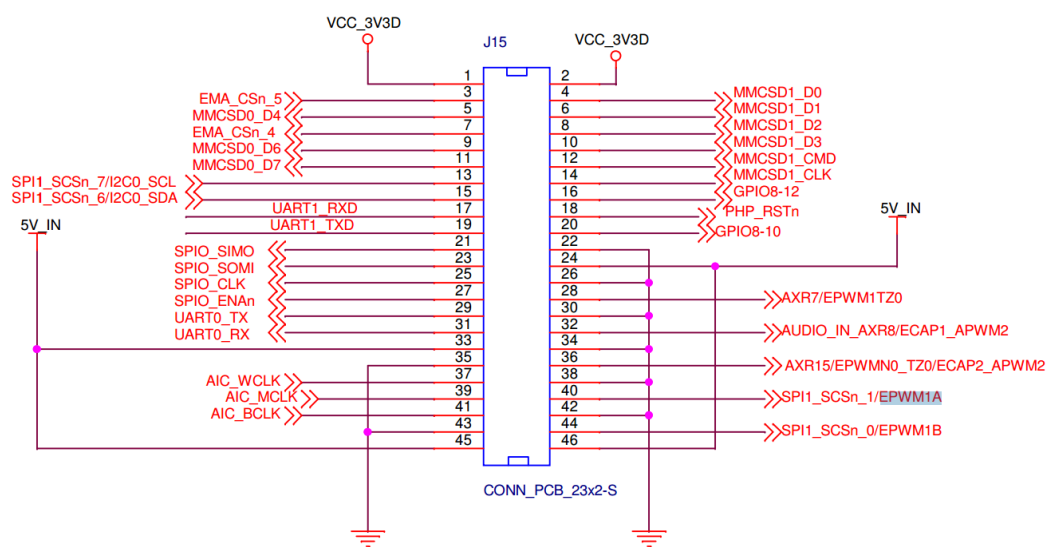 VCC_3V3D
J15
VCC_3V3D
1 2
3 4
EMA_CSn_5 MMCSD1_D0
5 6
MMCSD0_D4 MMCSD1_D1
7 8
EMA_CSn_4 MMCSD1_D2
9 10
MMCSD0_D6 MMCSD1_D3
11 12
MMCSD0_D7 MMCSD1_CMD
13 14
SPI1_SCSn_7/I2C0_SCL MMCSD1_CLK
15 16
SPI1_SCSn_6/I2C0_SDA GPIO8-12
17 18
UART1_RXD PHP_RSTn
5V_IN
19 20
UART1_TXD GPIO8-10
5V_IN
21 22
SPIO_SIMO
23 24
SPIO_SOMI
25 26
SPIO_CLK
27 28
SPIO_ENAn AXR7/EPWM1TZ0
29 30
UART0_TX
31 32
UART0_RX AUDIO_IN_AXR8/ECAP1_APWM2
33 34
35 36
AXR15/EPWMN0_TZ0/ECAP2_APWM2
37 38
AIC_WCLK
39 40
AIC_MCLK SPI1_SCSn_1/EPWM1A
41 42
AIC_BCLK
43 44
SPI1_SCSn_0/EPWM1B
45 46
CONN_PCB_23x2-S